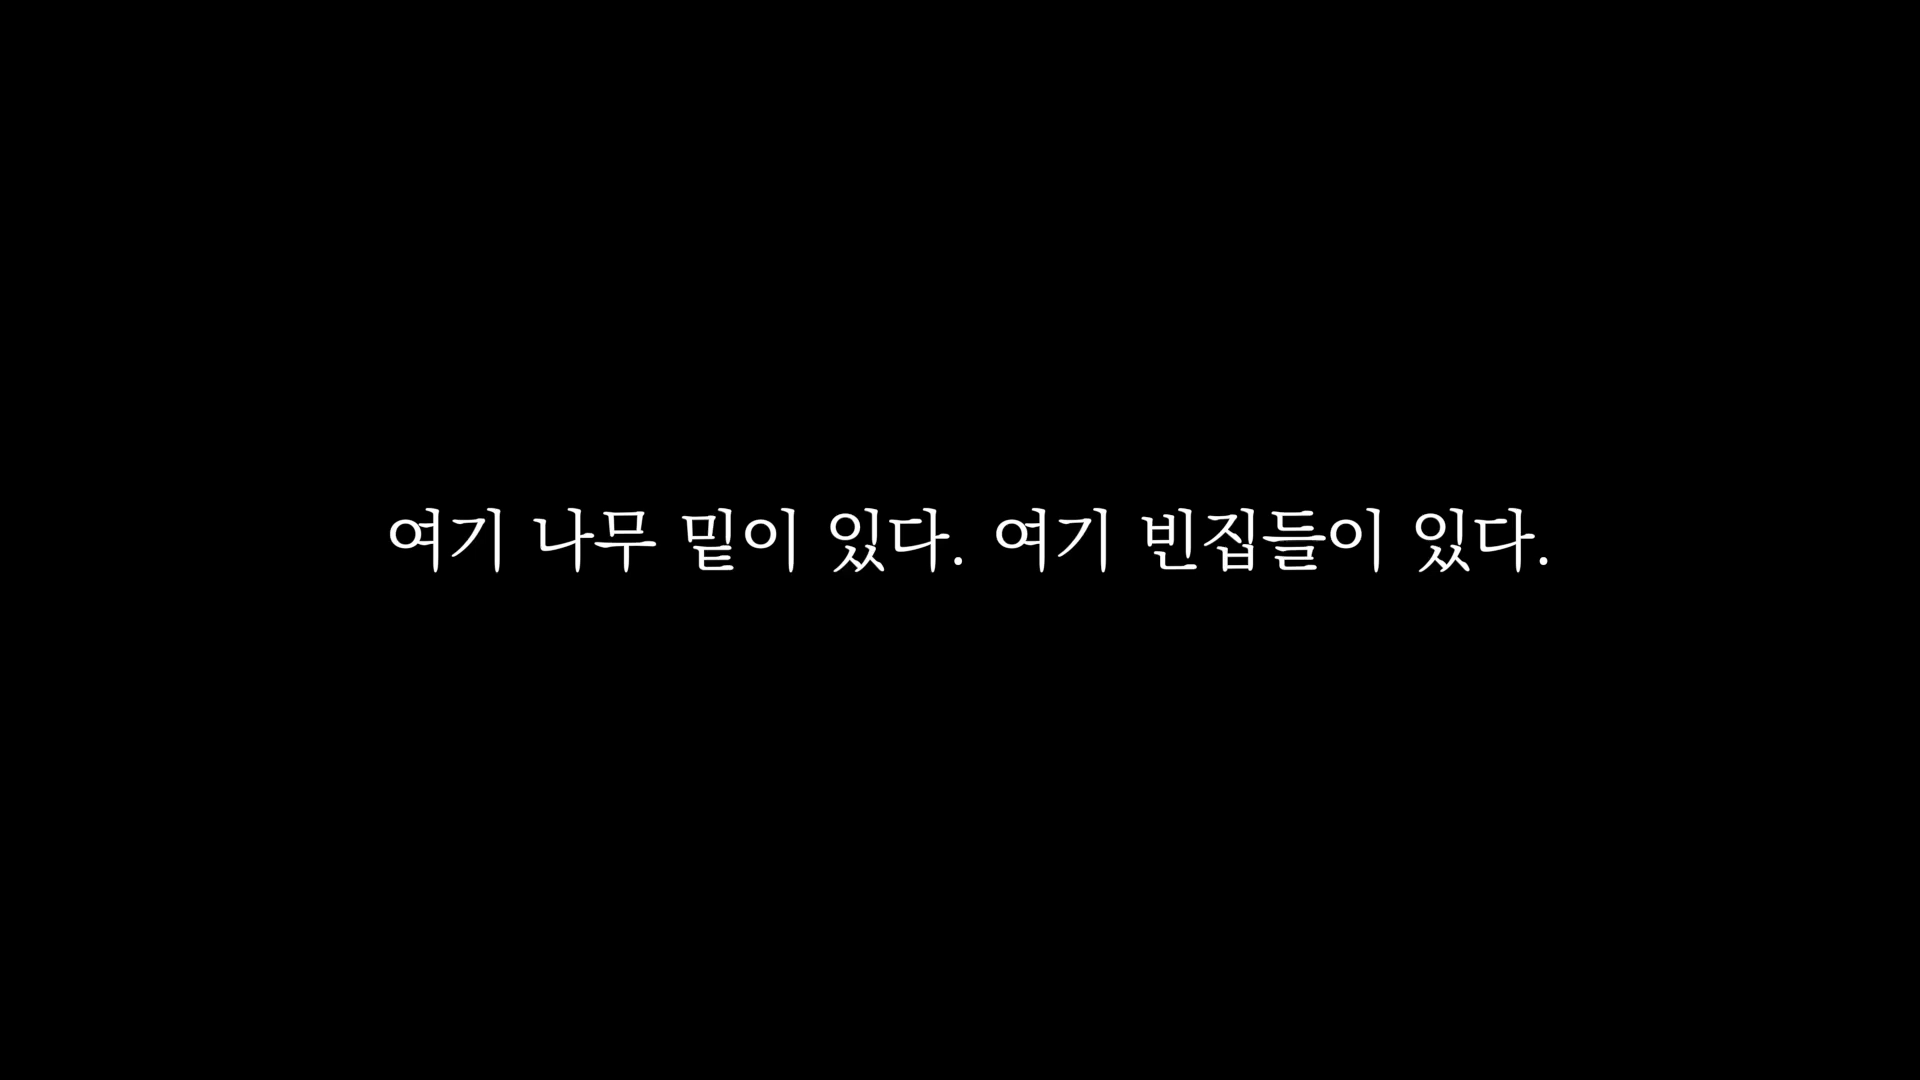 여기 나무 밑이 있다. 여기 빈집들이 있다.